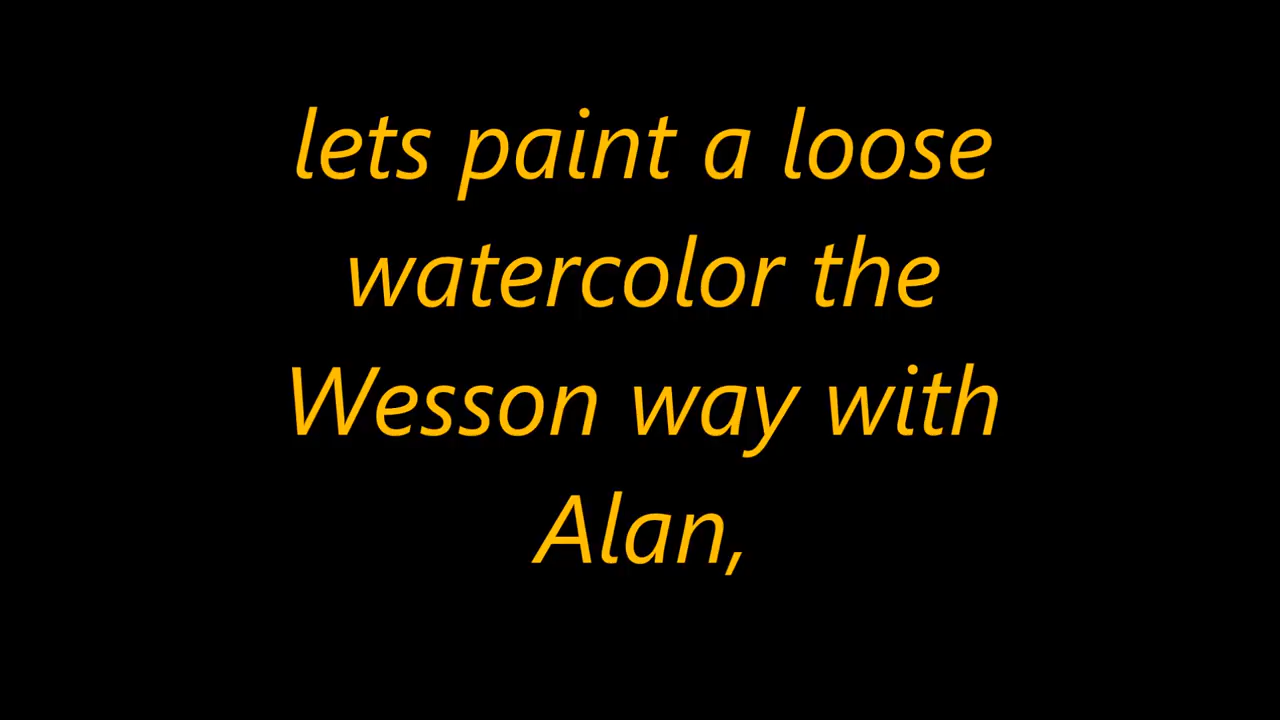 lets paint a loose
watercolor the
Wesson way with
Alan,